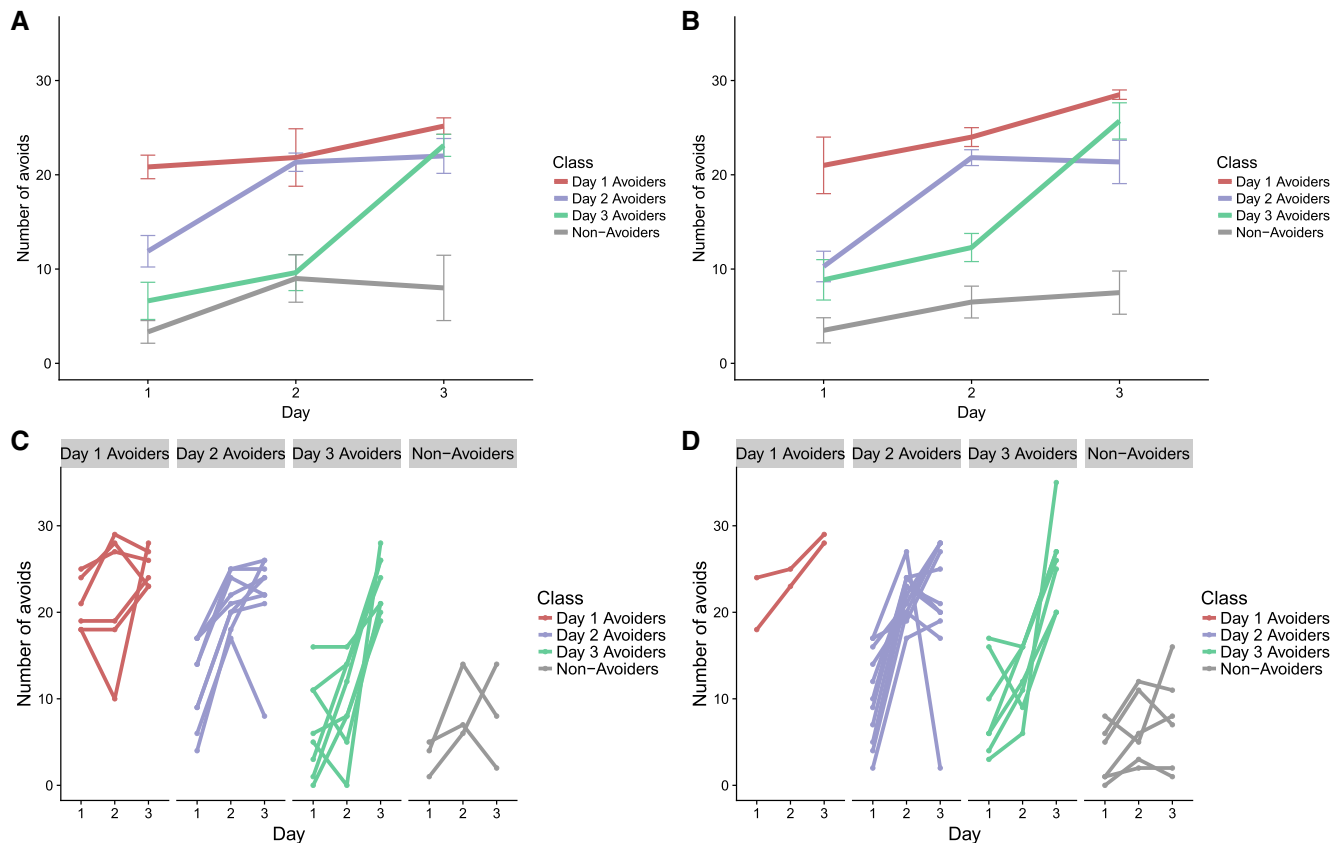 A
Number of avoids
30
20
10
0
1 2 3
Day
Class
Day 1 Avoiders
Day 2 Avoiders
Day 3 Avoiders
Non−Avoiders
B
Number of avoids
30
20
10
0
1 2 3
Day
Class
Day 1 Avoiders
Day 2 Avoiders
Day 3 Avoiders
Non−Avoiders
C
Day 1 Avoiders Day 2 Avoiders Day 3 Avoiders Non−Avoiders
Number of avoids
30
20
10
0
1 2 3 1 2 3 1 2 3 1 2 3
Day
Class
Day 1 Avoiders
Day 2 Avoiders
Day 3 Avoiders
Non−Avoiders
D
Day 1 Avoiders Day 2 Avoiders Day 3 Avoiders Non−Avoiders
Number of avoids
30
20
10
0
1 2 3 1 2 3 1 2 3 1 2 3
Day
Class
Day 1 Avoiders
Day 2 Avoiders
Day 3 Avoiders
Non−Avoiders